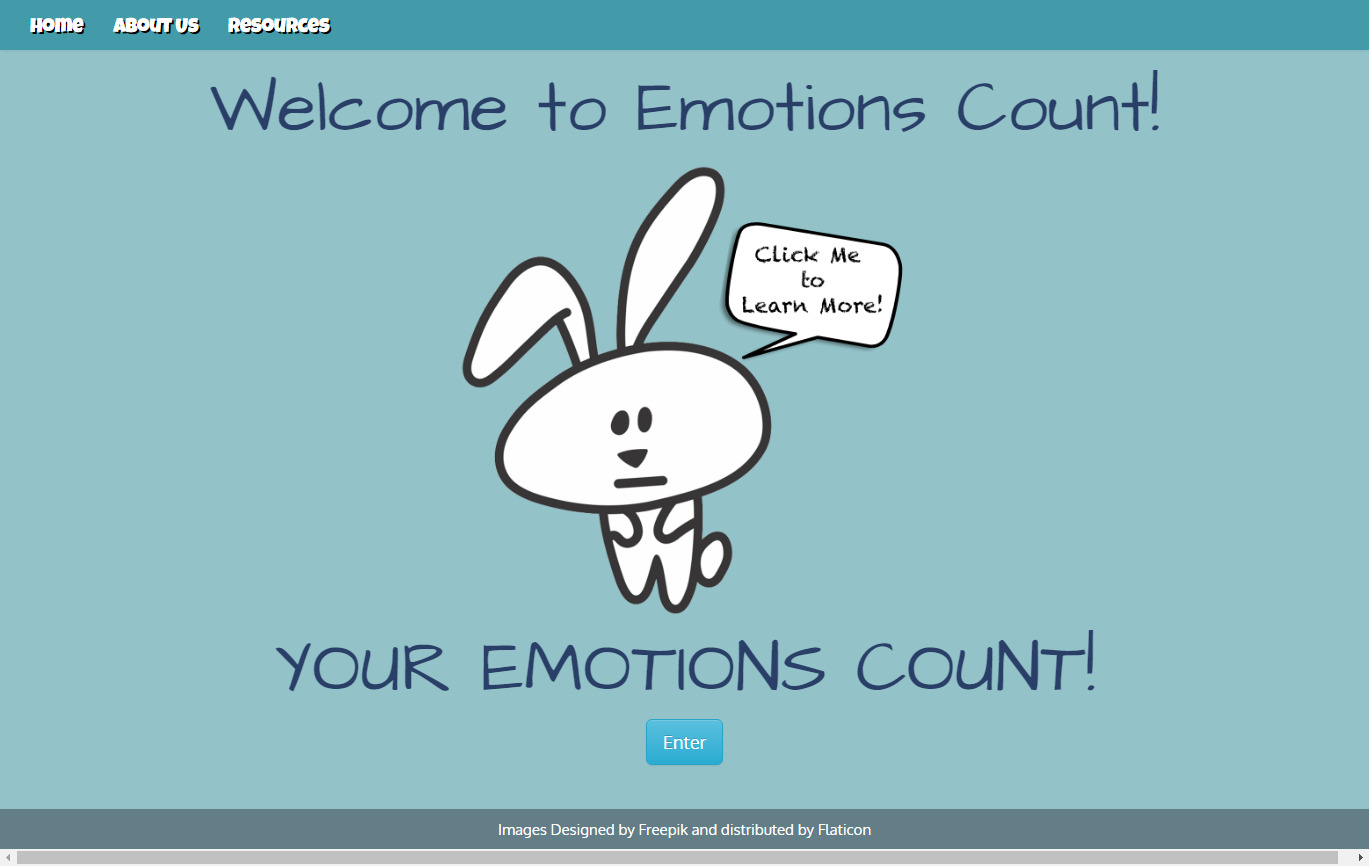 Home About Us Resources
Welcome to Emotions Count!
Click Me
to
Learn More!
YOUR EMOTIONS COUNT!
Enter
Images Designed by Freepik and distributed by Flaticon